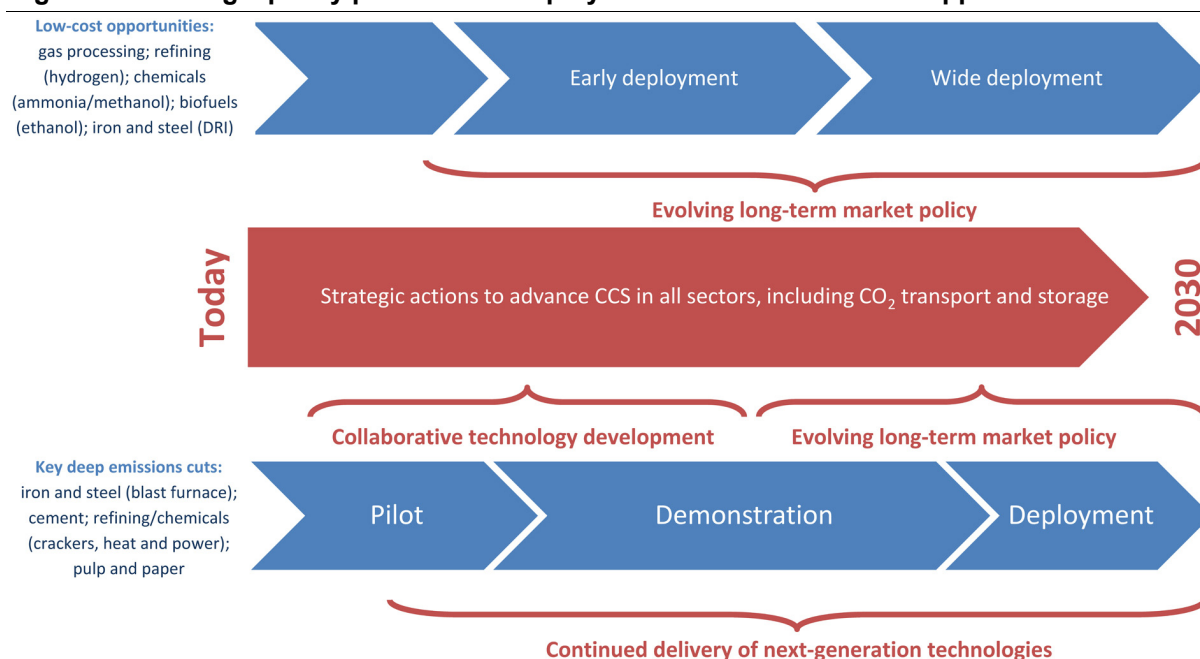 Low-cost opportunities:
gas processing; refining
(hydrogen); chemicals
(ammonia/methanol); biofuels
(ethanol); iron and steel (DRI)
Early deployment
Wide deployment
Evolving long-term market policy
Today
Strategic actions to advance CCS in all sectors, including CO₂ transport and storage
2030
Collaborative technology development
Evolving long-term market policy
Key deep emissions cuts:
iron and steel (blast furnace);
cement; refining/chemicals
(crackers, heat and power);
pulp and paper
Pilot
Demonstration
Deployment
Continued delivery of next-generation technologies